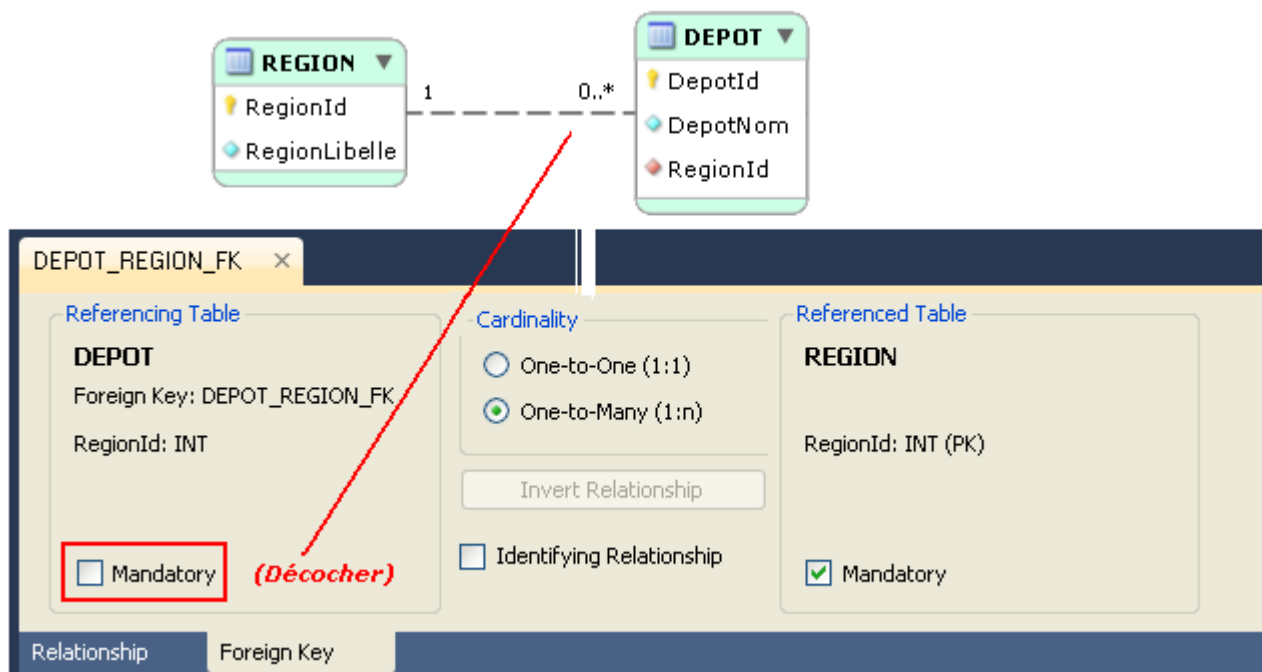 REGION
RegionId
RegionLibelle
1
0..*
DEPOT
DepotId
DepotNom
RegionId
DEPOT_REGION_FK
Referencing Table
DEPOT
Foreign Key: DEPOT_REGION_FK
RegionId: INT
Mandatory
(Décocher)
Cardinality
One-to-One (1:1)
One-to-Many (1:n)
Invert Relationship
Identifying Relationship
Referenced Table
REGION
RegionId: INT (PK)
Mandatory
Relationship
Foreign Key